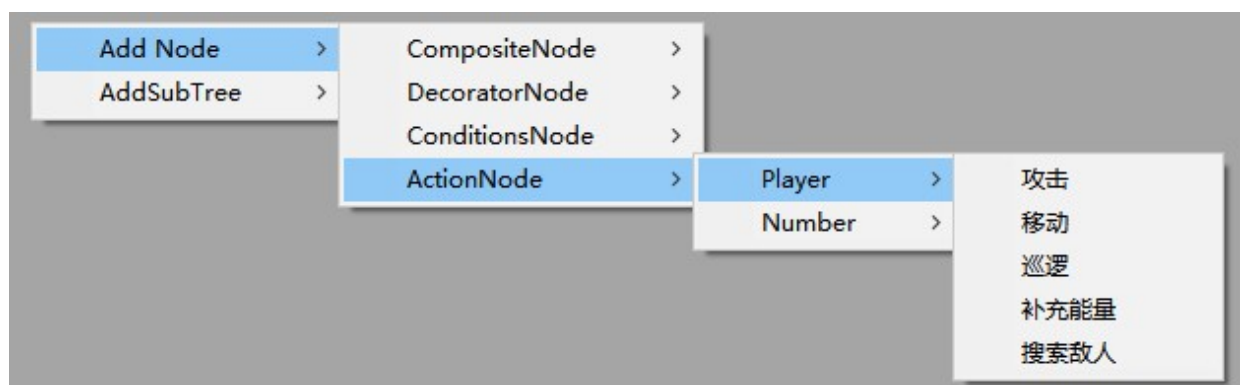 Add Node
AddSubTree
CompositeNode
DecoratorNode
ConditionsNode
ActionNode
Player
Number
攻击
移动
巡逻
补充能量
搜索敌人